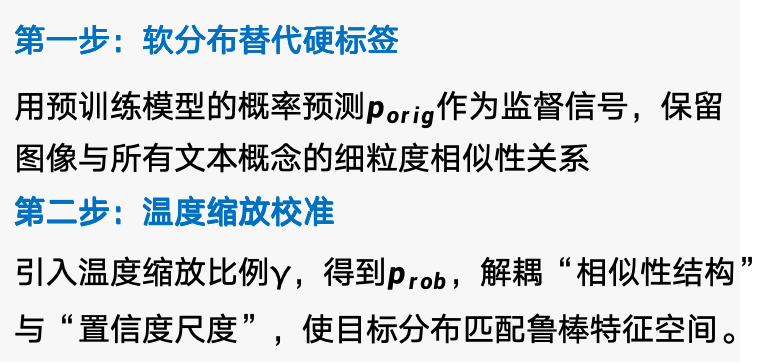 第一步：软分布替代硬标签
用预训练模型的概率预测p_orig作为监督信号，保留
图像与所有文本概念的细粒度相似性关系
第二步：温度缩放校准
引入温度缩放比例γ，得到p_rob，解耦“相似性结构”
与“置信度尺度”，使目标分布匹配鲁棒特征空间。